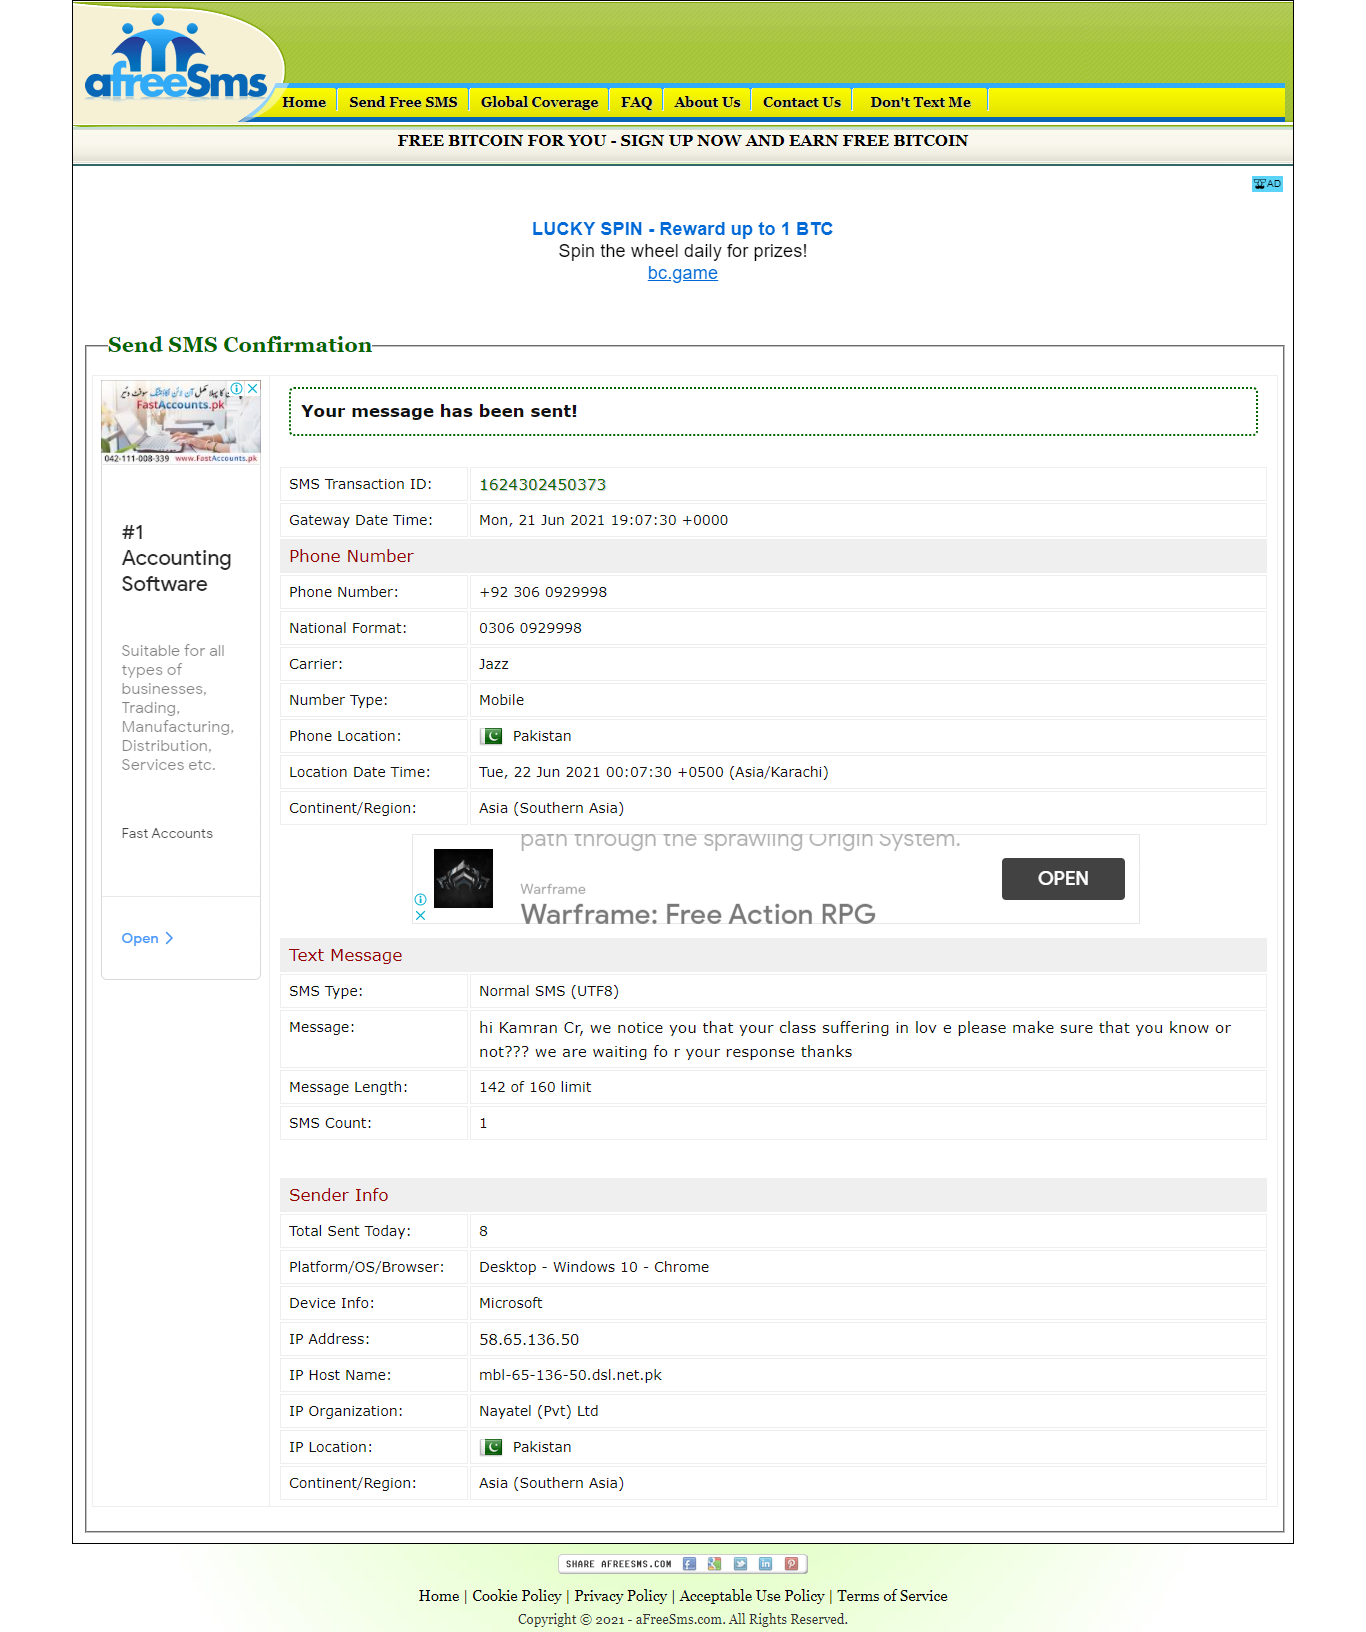 afreeSms
Home
Send Free SMS
Global Coverage
FAQ
About Us
Contact Us
Don't Text Me
FREE BITCOIN FOR YOU - SIGN UP NOW AND EARN FREE BITCOIN
AD
LUCKY SPIN - Reward up to 1 BTC
Spin the wheel daily for prizes!
bc.game
Send SMS Confirmation
FastAccounts.pk
042-111-008-339 www.FastAccounts.pk
#1
Accounting
Software
Suitable for all
types of
businesses,
Trading,
Manufacturing,
Distribution,
Services etc.
Fast Accounts
Open
Your message has been sent!
SMS Transaction ID: 1624302450373
Gateway Date Time: Mon, 21 Jun 2021 19:07:30 +0000
Phone Number
Phone Number: +92 306 0929998
National Format: 0306 0929998
Carrier: Jazz
Number Type: Mobile
Phone Location: Pakistan
Location Date Time: Tue, 22 Jun 2021 00:07:30 +0500 (Asia/Karachi)
Continent/Region: Asia (Southern Asia)
path through the sprawling Origin System.
Warframe
Warframe: Free Action RPG
OPEN
Text Message
SMS Type: Normal SMS (UTF8)
Message: hi Kamran Cr, we notice you that your class suffering in lov e please make sure that you know or
not??? we are waiting fo r your response thanks
Message Length: 142 of 160 limit
SMS Count: 1
Sender Info
Total Sent Today: 8
Platform/OS/Browser: Desktop - Windows 10 - Chrome
Device Info: Microsoft
IP Address: 58.65.136.50
IP Host Name: mbl-65-136-50.dsl.net.pk
IP Organization: Nayatel (Pvt) Ltd
IP Location: Pakistan
Continent/Region: Asia (Southern Asia)
SHARE AFREESMS.COM
Home | Cookie Policy | Privacy Policy | Acceptable Use Policy | Terms of Service
Copyright © 2021 - aFreeSms.com. All Rights Reserved.